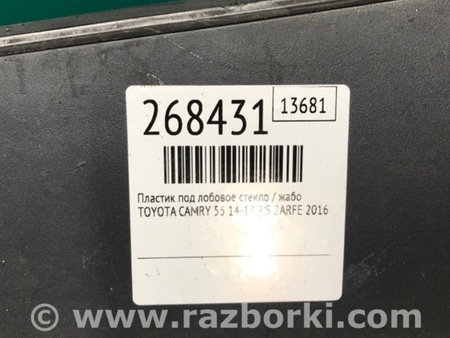 268431
13681
Пластик под лобовое стекло / жабо
TOYOTA CAMRY 55 14-17 2.5 2ARFE 2016
© www.razborki.com